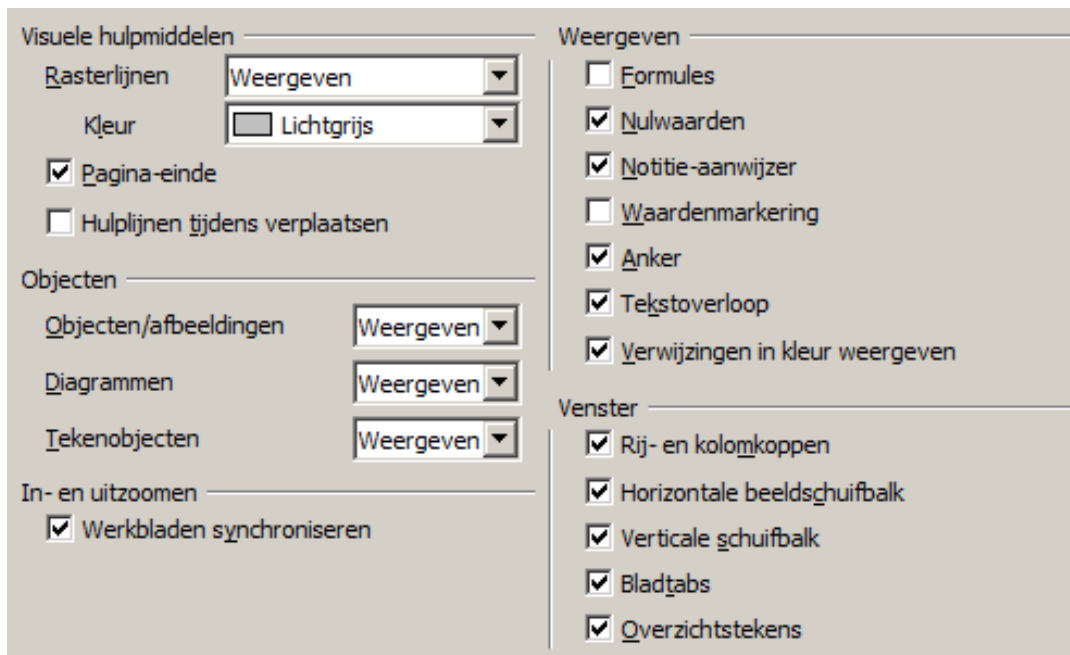 Visuele hulpmiddelen
Rasterlijnen Weergeven
Kleur Lichtgrijs
Pagina-einde
Hulplijnen tijdens verplaatsen
Objecten
Objecten/afbeeldingen Weergeven
Diagrammen Weergeven
Tekenobjecten Weergeven
In- en uitzoomen
Werkbladen synchroniseren
Weergeven
Formules
Nulwaarden
Notitie-aanwijzer
Waardenmarkering
Anker
Tekstoverloop
Verwijzingen in kleur weergeven
Venster
Rij- en kolomkoppen
Horizontale beeldschuifbalk
Verticale schuifbalk
Bladtabs
Overzichtstekens